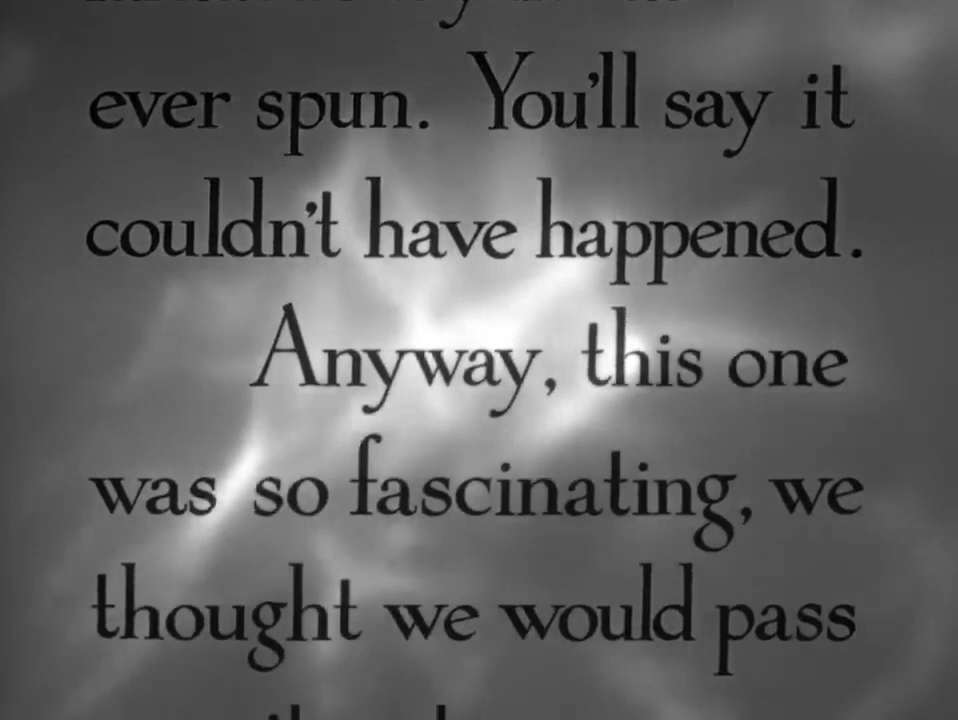 ever spun. You'll say it
couldn't have happened.
Anyway, this one
was so fascinating, we
thought we would pass